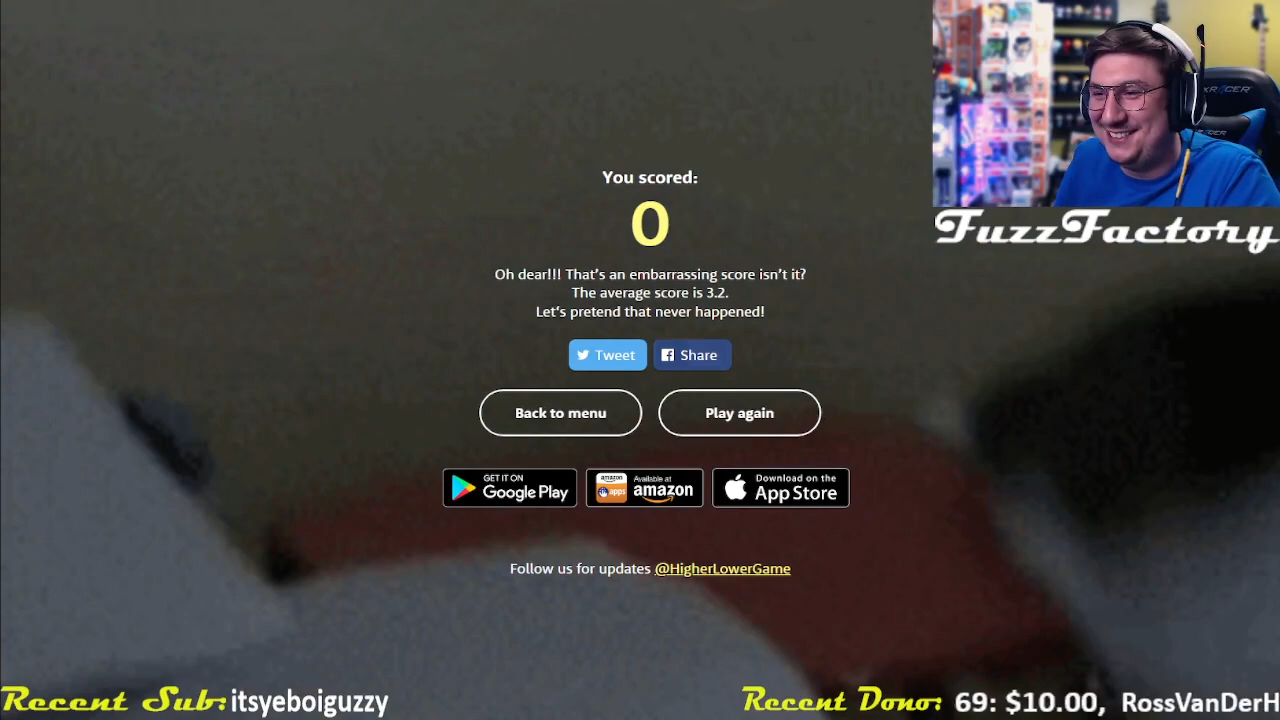 You scored:
0
Oh dear!!! That's an embarrassing score isn't it?
The average score is 3.2.
Let's pretend that never happened!
Tweet
Share
Back to menu
Play again
GET IT ON
Google Play
amazon
apps
Available at
amazon
Download on the
App Store
Follow us for updates @HigherLowerGame
FuzzFactory
Recent Sub: itsyeboiguzzy
Recent Dono: 69: $10.00, RossVanDerH